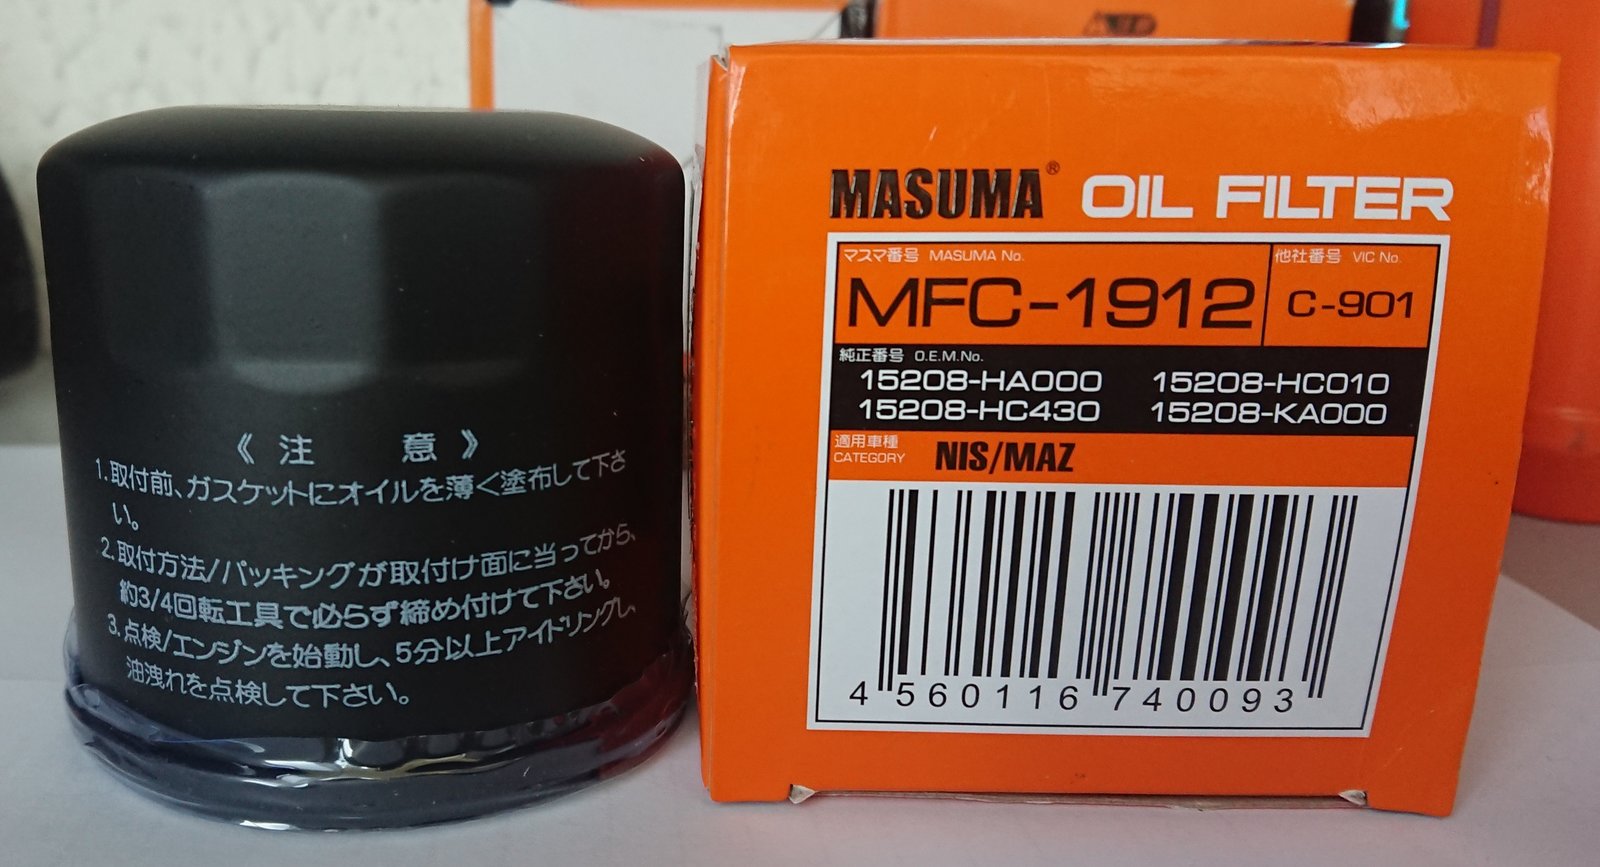 《 注 意 》
1. 取付前、ガスケットにオイルを薄く塗布して下さ
い。
2. 取付方法/パッキングが取付け面に当ってから、
約3/4回転工具で必らず締め付けて下さい。
3. 点検/エンジンを始動し、5分以上アイドリングし、
油洩れを点検して下さい。
MASUMA® OIL FILTER
マスマ番号 MASUMA No.
MFC-1912
他社番号 VIC No.
C-901
純正番号 O.E.M.No.
15208-HA000 15208-HC010
15208-HC430 15208-KA000
適用車種
CATEGORY
NIS/MAZ
4 560116 740093